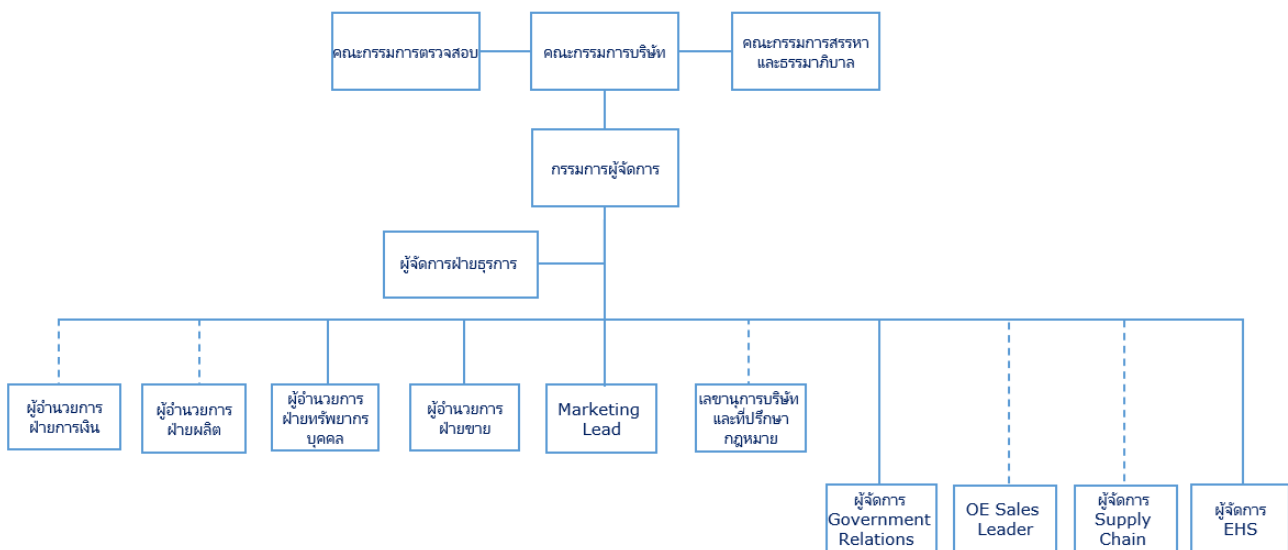 คณะกรรมการตรวจสอบ
คณะกรรมการบริษัท
คณะกรรมการสรรหา
และธรรมาภิบาล
กรรมการผู้จัดการ
ผู้จัดการฝ่ายธุรการ
ผู้อำนวยการ
ฝ่ายการเงิน
ผู้อำนวยการ
ฝ่ายผลิต
ผู้อำนวยการ
ฝ่ายทรัพยากร
บุคคล
ผู้อำนวยการ
ฝ่ายขาย
Marketing
Lead
เลขานุการบริษัท
และที่ปรึกษา
กฎหมาย
ผู้จัดการ
Government
Relations
OE Sales
Leader
ผู้จัดการ
Supply
Chain
ผู้จัดการ
EHS